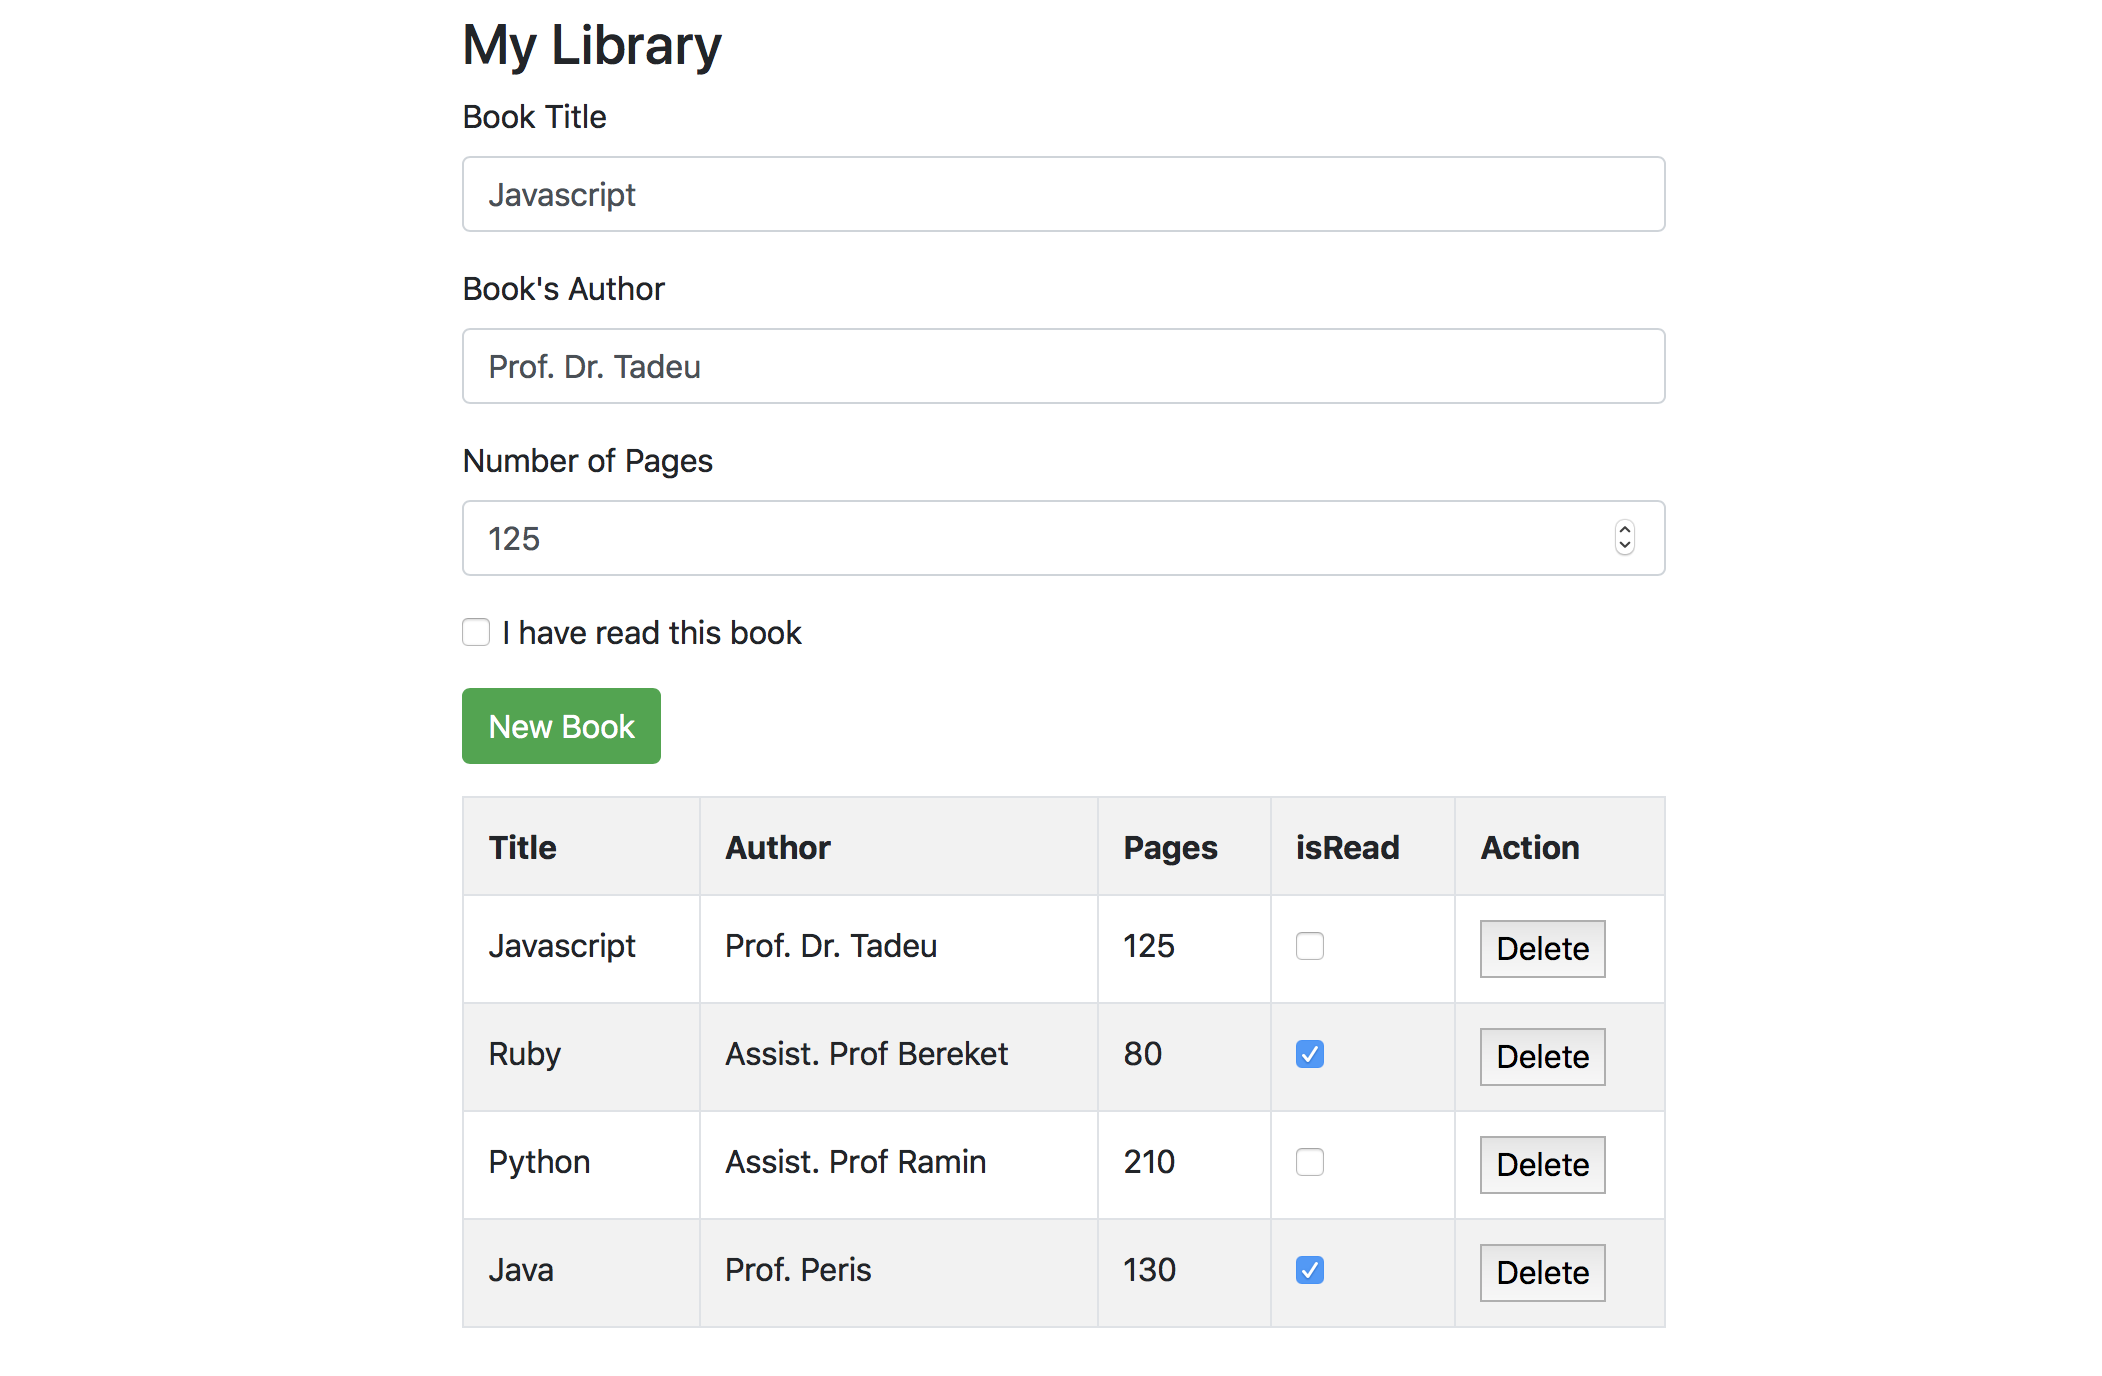 My Library
Book Title
Javascript
Book's Author
Prof. Dr. Tadeu
Number of Pages
125
I have read this book
New Book
Title Author Pages isRead Action
Javascript Prof. Dr. Tadeu 125 Delete
Ruby Assist. Prof Bereket 80 Delete
Python Assist. Prof Ramin 210 Delete
Java Prof. Peris 130 Delete